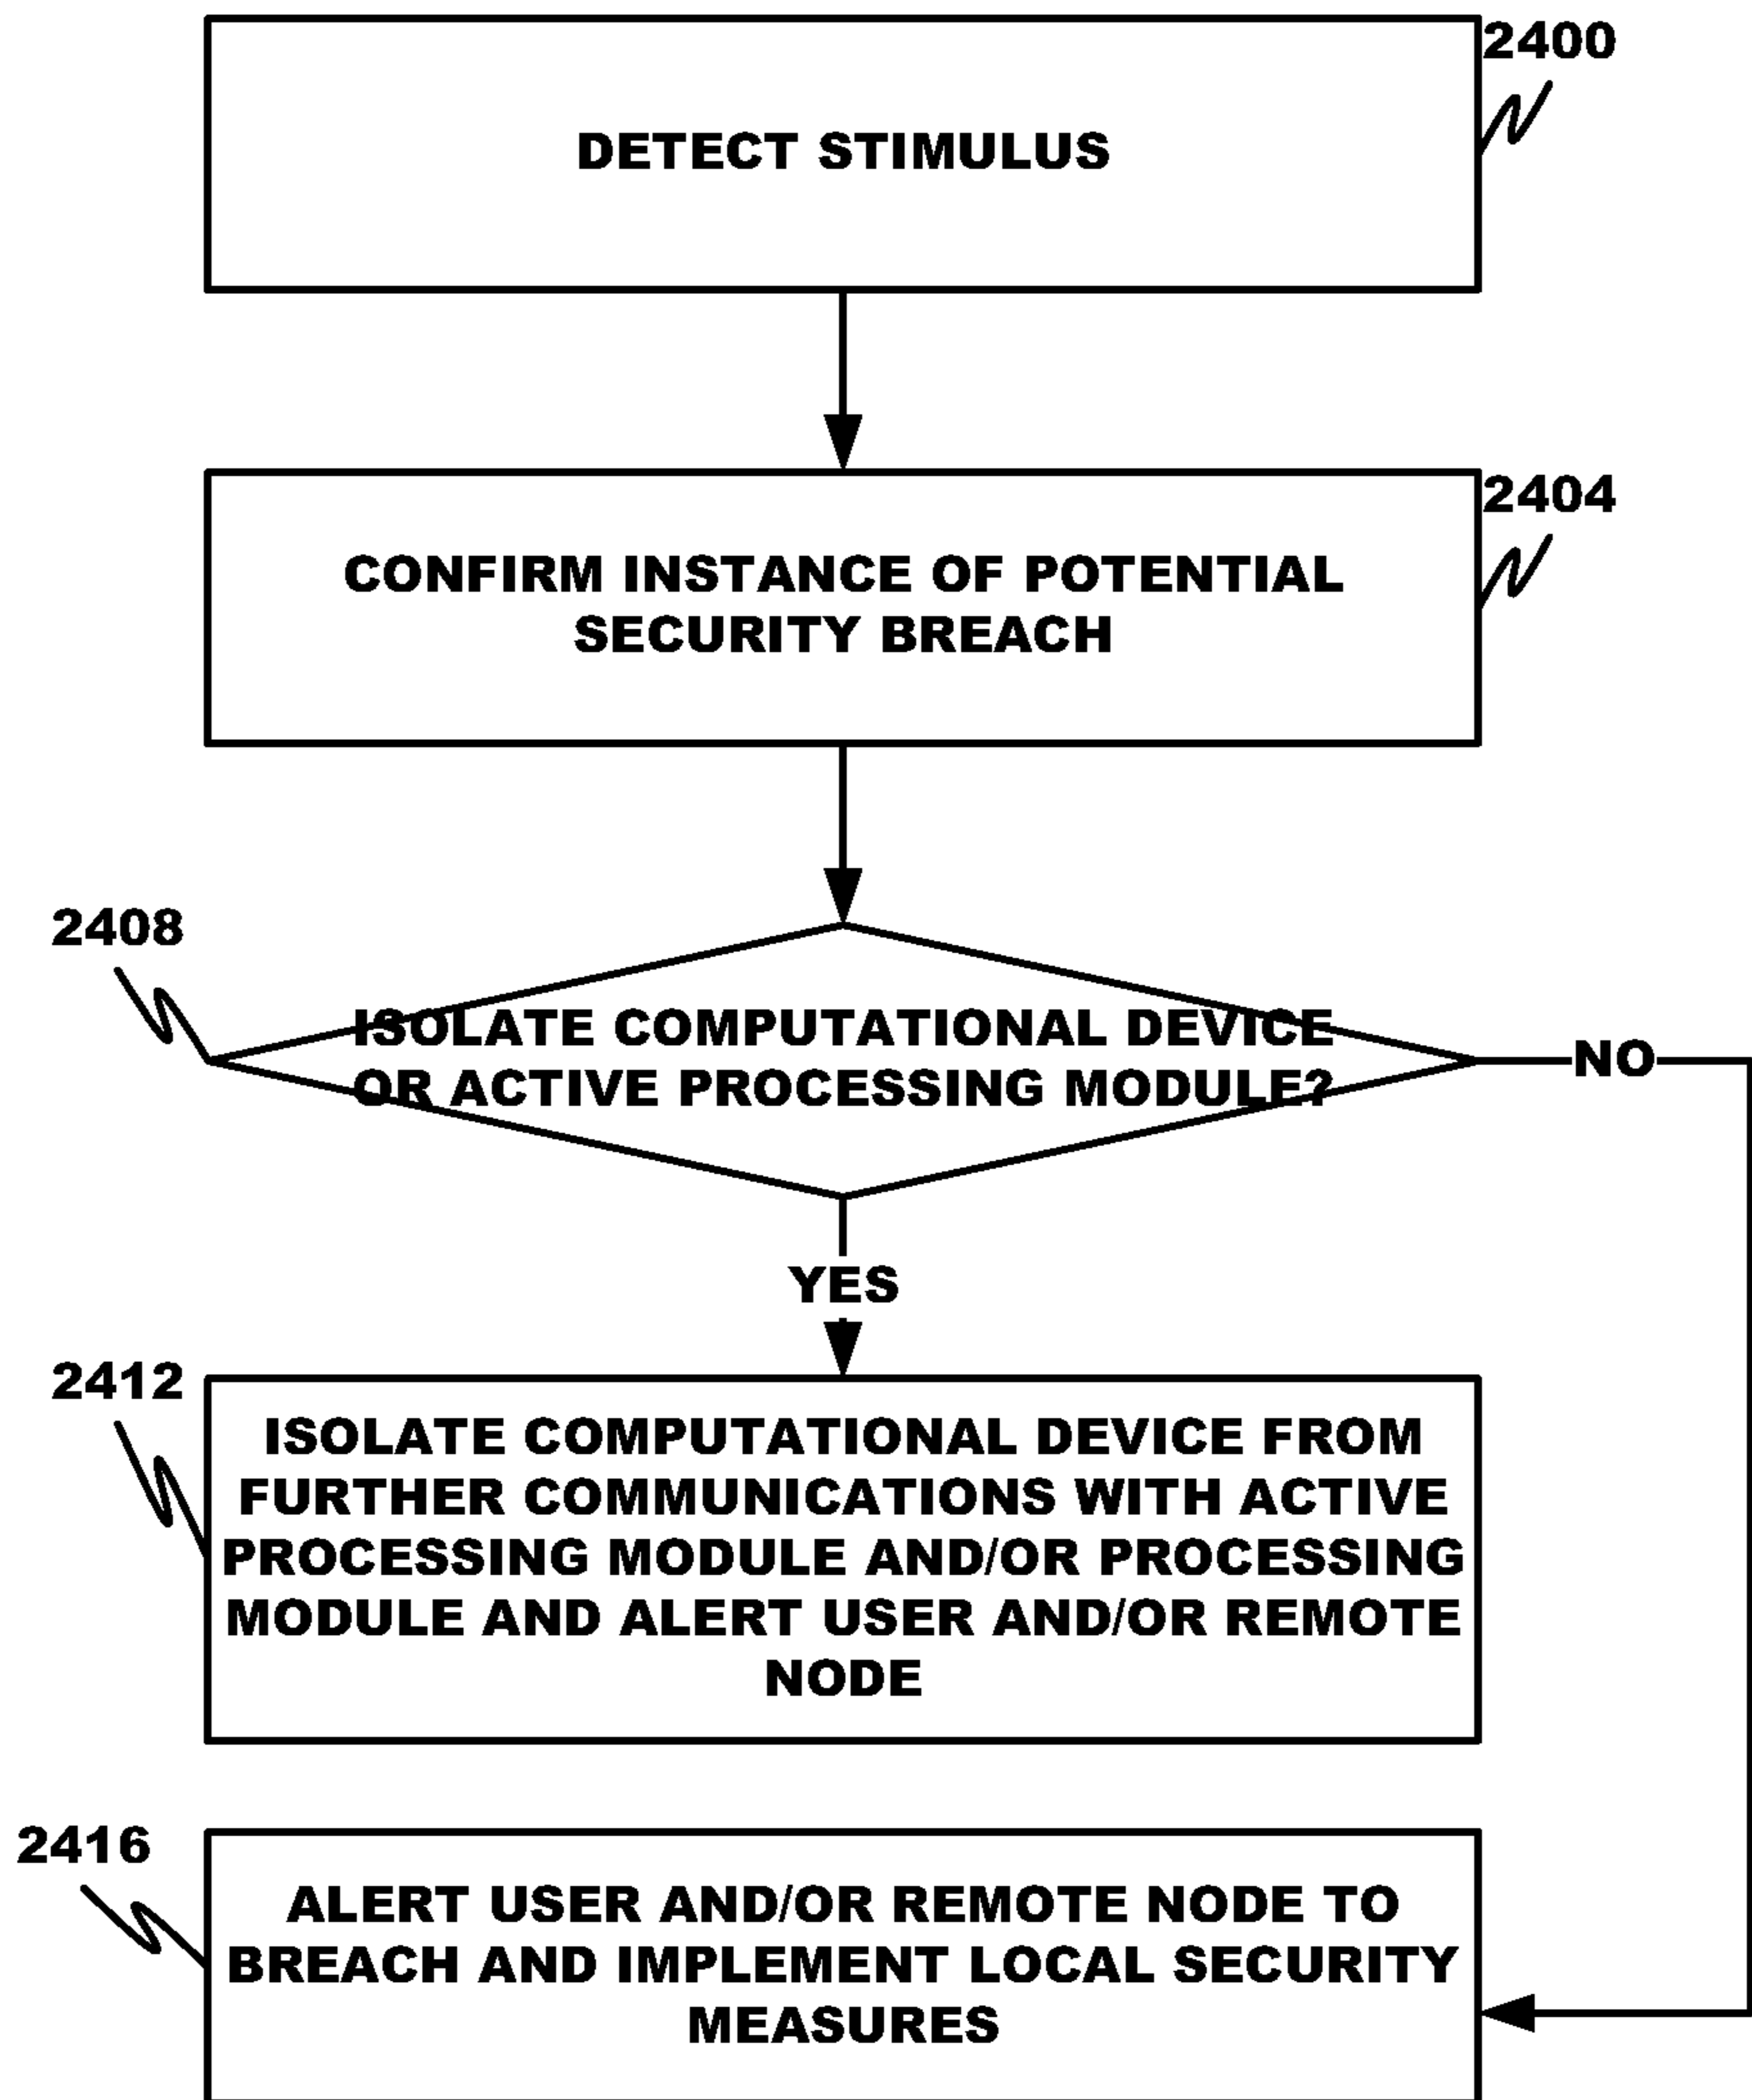 2400
DETECT STIMULUS
2404
CONFIRM INSTANCE OF POTENTIAL
SECURITY BREACH
2408
ISOLATE COMPUTATIONAL DEVICE
OR ACTIVE PROCESSING MODULE?
NO
YES
2412
ISOLATE COMPUTATIONAL DEVICE FROM
FURTHER COMMUNICATIONS WITH ACTIVE
PROCESSING MODULE AND/OR PROCESSING
MODULE AND ALERT USER AND/OR REMOTE
NODE
2416
ALERT USER AND/OR REMOTE NODE TO
BREACH AND IMPLEMENT LOCAL SECURITY
MEASURES